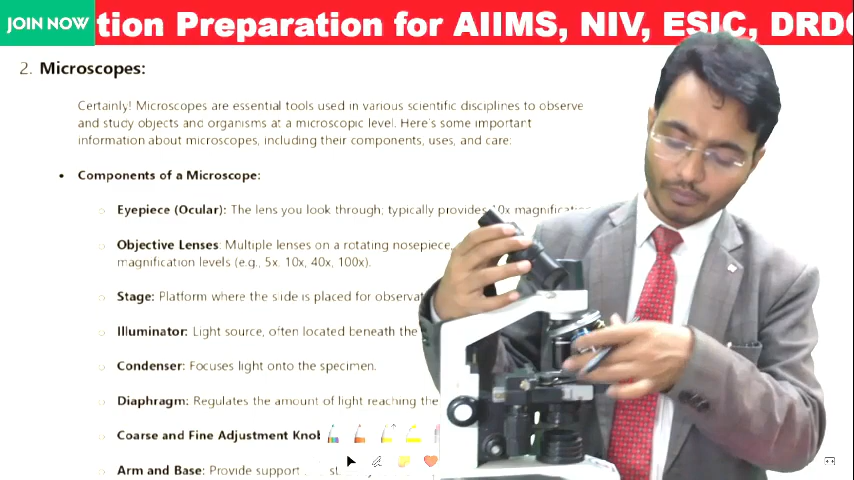 JOIN NOW
tion Preparation for AIIMS, NIV, ESIC, DRDO
2. Microscopes:
Certainly! Microscopes are essential tools used in various scientific disciplines to observe
and study objects and organisms at a microscopic level. Here's some important
information about microscopes, including their components, uses, and care:
• Components of a Microscope:
○ Eyepiece (Ocular): The lens you look through; typically provides 10x magnification
○ Objective Lenses: Multiple lenses on a rotating nosepiece,
magnification levels (e.g., 5x, 10x, 40x, 100x).
○ Stage: Platform where the slide is placed for observat
○ Illuminator: Light source, often located beneath the
○ Condenser: Focuses light onto the specimen.
○ Diaphragm: Regulates the amount of light reaching the
Coarse and Fine Adjustment Knob
○ Arm and Base: Provide support